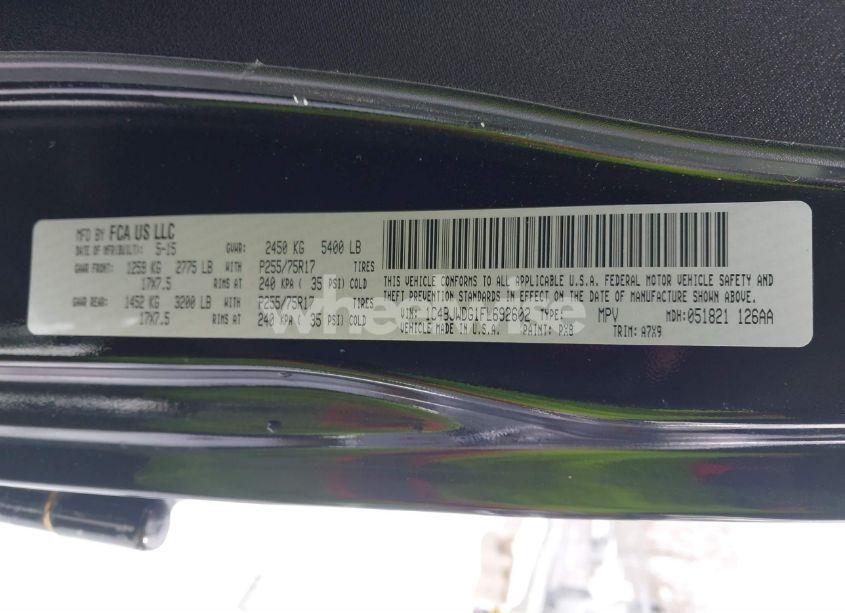 MFD BY FCA US LLC
DATE OF MFR(BUILT): 5-15 GVWR: 2450 KG 5400 LB
GAWR FRONT: 1259 KG 2775 LB WITH P255/75R17 TIRES
17X7.5 RIMS AT 240 KPA ( 35 PSI) COLD
GAWR REAR: 1452 KG 3200 LB WITH P255/75R17 TIRES
17X7.5 RIMS AT 240 KPA ( 35 PSI) COLD
THIS VEHICLE CONFORMS TO ALL APPLICABLE U.S.A. FEDERAL MOTOR VEHICLE SAFETY AND
THEFT PREVENTION STANDARDS IN EFFECT ON THE DATE OF MANUFACTURE SHOWN ABOVE.
VIN: 1C4BJWDG1FL692602 TYPE: MPV MDH: 051821 126AA
VEHICLE MADE IN U.S.A. PAINT: PX8 TRIM: A7X9